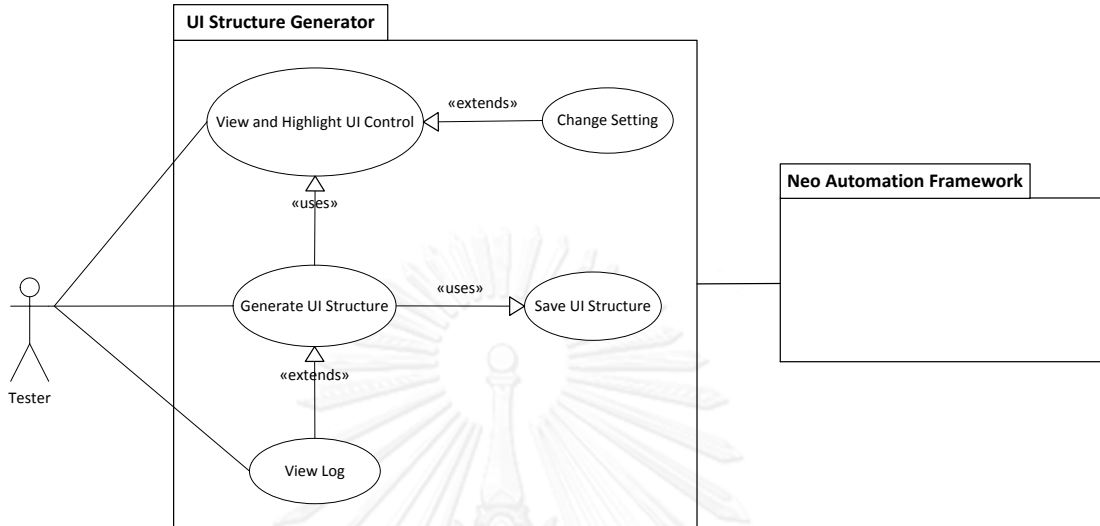 UI Structure Generator
«extends»
View and Highlight UI Control
Change Setting
Neo Automation Framework
«uses»
«uses»
Generate UI Structure
Save UI Structure
«extends»
Tester
View Log